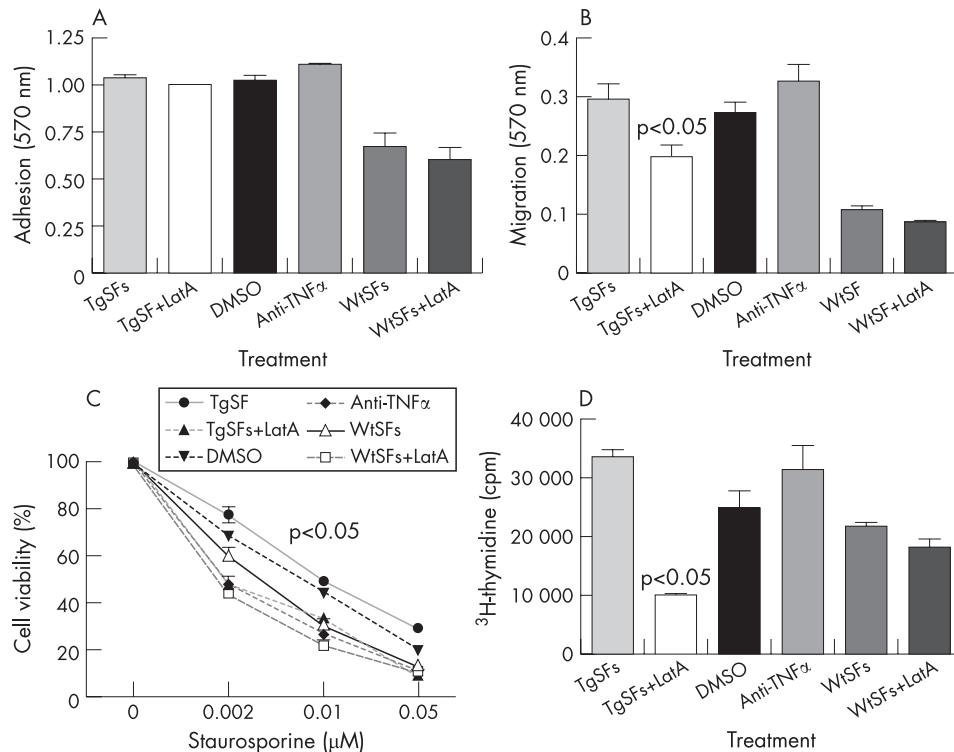 A
Adhesion (570 nm)
1.25
1.00
0.75
0.50
0.25
0
TgSFs
TgSF+LatA
DMSO
Anti-TNFα
WtSFs
WtSFs+LatA
Treatment
B
Migration (570 nm)
0.4
0.3
0.2
0.1
0
p<0.05
TgSFs
TgSFs+LatA
DMSO
Anti-TNFα
WtSF
WtSF+LatA
Treatment
C
TgSF
TgSFs+LatA
DMSO
Anti-TNFα
WtSFs
WtSFs+LatA
Cell viability (%)
100
80
60
40
20
0
p<0.05
0
0.002
0.01
0.05
Staurosporine (μM)
D
³H-thymidine (cpm)
40 000
30 000
20 000
10 000
0
p<0.05
TgSFs
TgSFs+LatA
DMSO
Anti-TNFα
WtSFs
WtSFs+LatA
Treatment